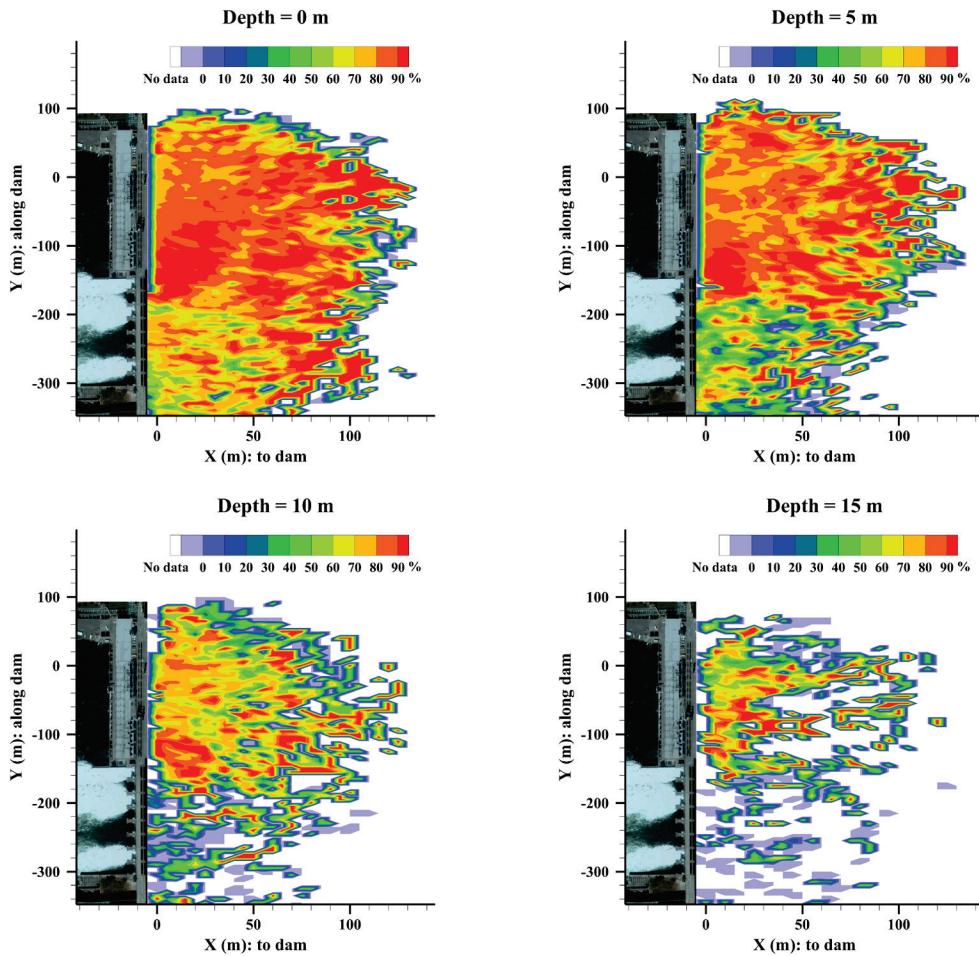 Depth = 0 m
No data 0 10 20 30 40 50 60 70 80 90 %
100
0
-100
-200
-300
Y (m): along dam
0 50 100
X (m): to dam
Depth = 5 m
No data 0 10 20 30 40 50 60 70 80 90 %
100
0
-100
-200
-300
Y (m): along dam
0 50 100
X (m): to dam
Depth = 10 m
No data 0 10 20 30 40 50 60 70 80 90 %
100
0
-100
-200
-300
Y (m): along dam
0 50 100
X (m): to dam
Depth = 15 m
No data 0 10 20 30 40 50 60 70 80 90 %
100
0
-100
-200
-300
Y (m): along dam
0 50 100
X (m): to dam